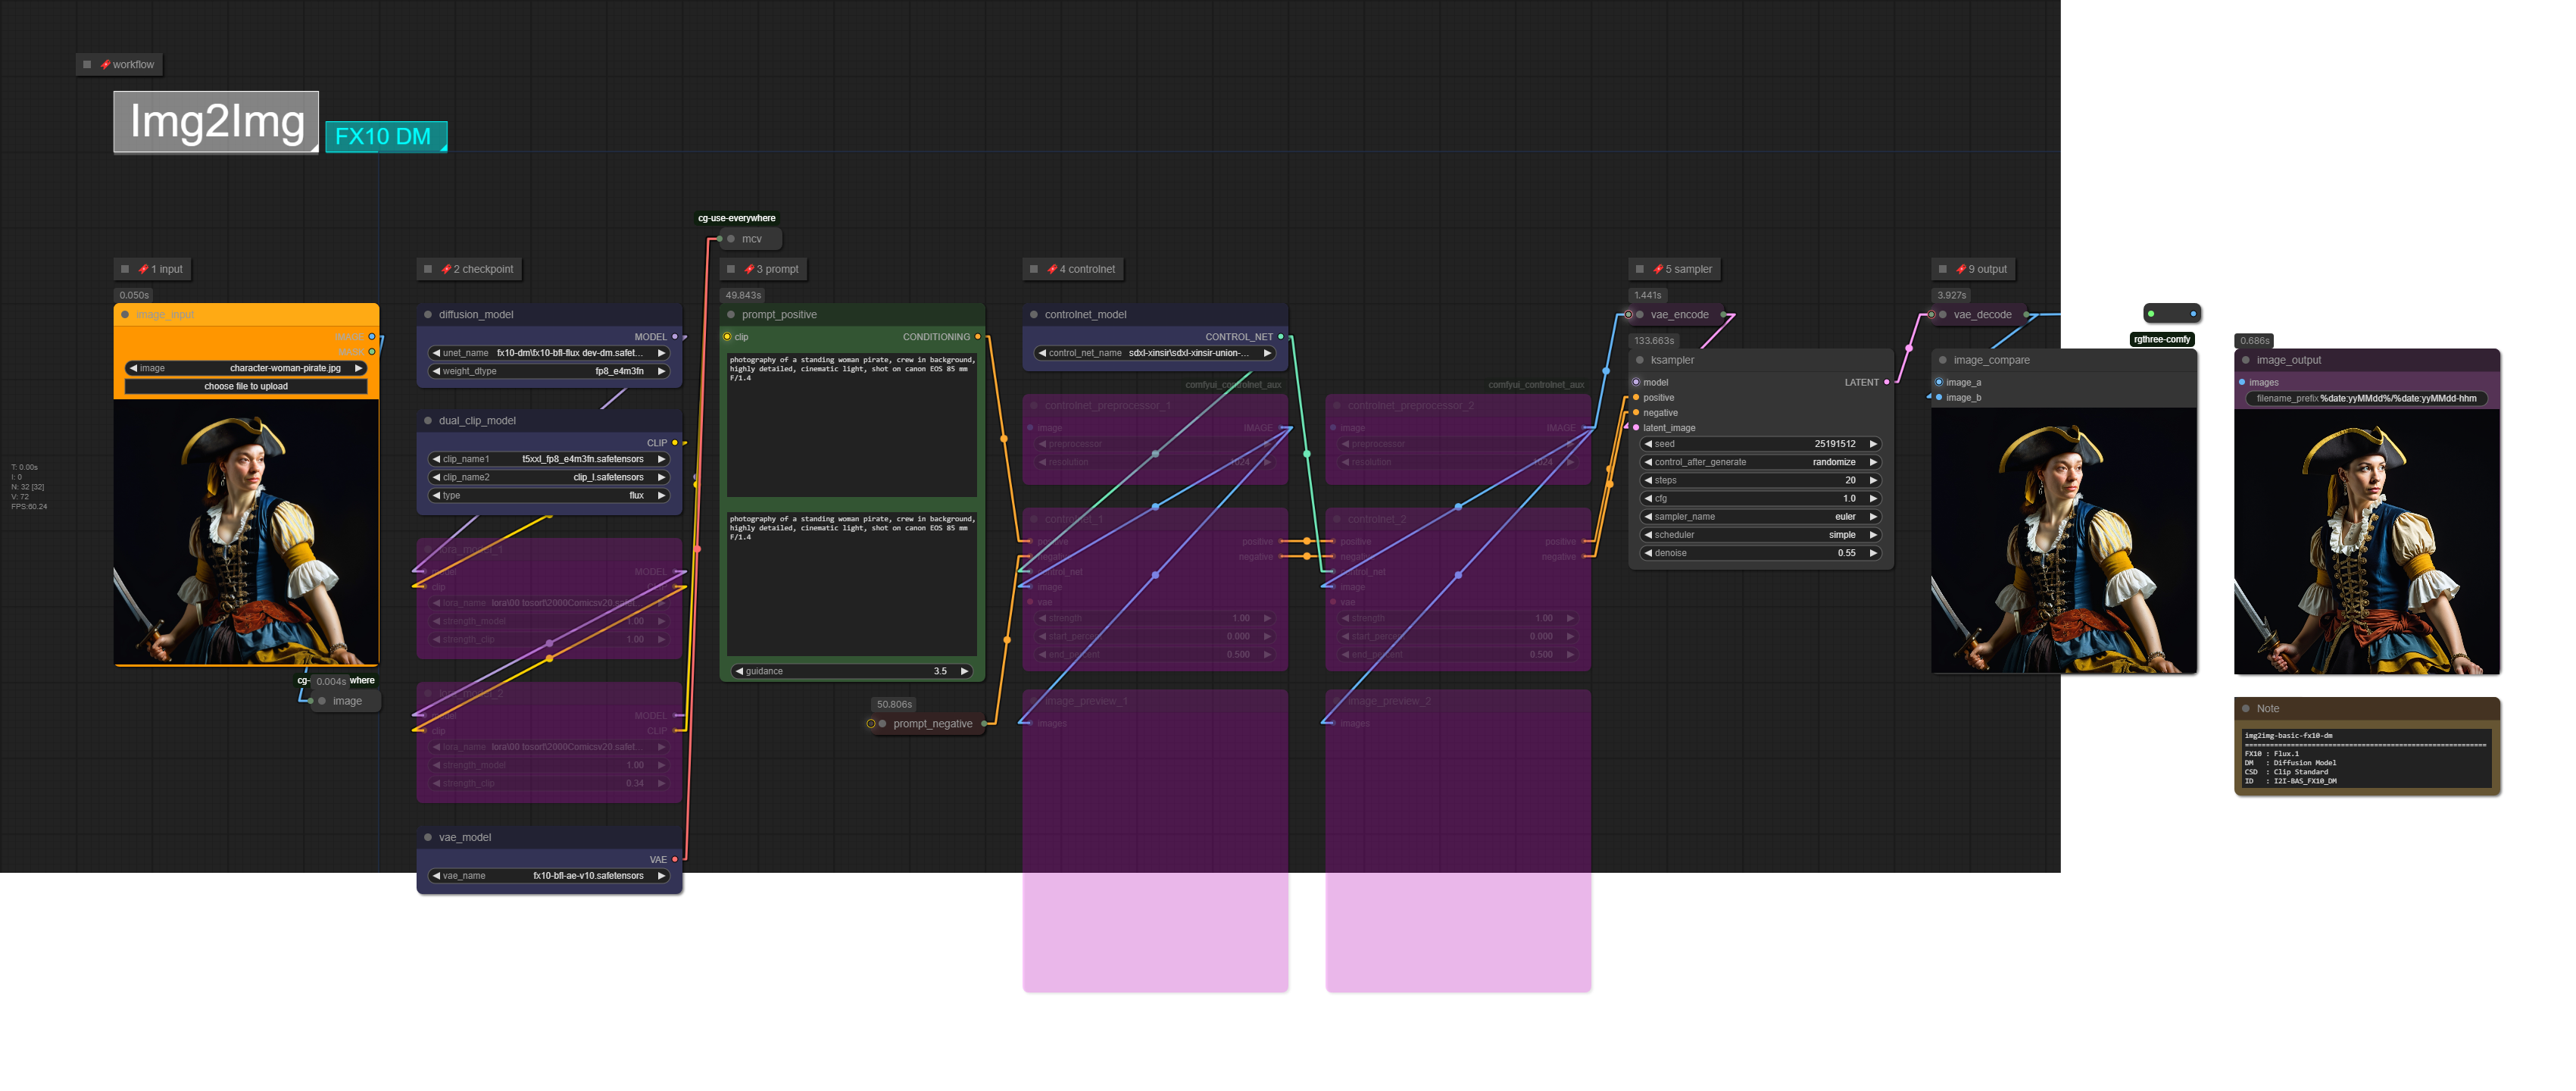 workflow
Img2Img
FX10 DM
cg-use-everywhere
mcv
1 input
2 checkpoint
3 prompt
4 controlnet
5 sampler
9 output
0.050s
image_input
MASK
image
character-woman-pirate.jpg
choose file to upload
cg-
0.004s
where
image
T: 0.00s
I: 0
N: 32 [32]
V: 72
FPS:60.24
diffusion_model
MODEL
unet_name fx10-dm\fx10-bfl-flux dev-dm.safet...
weight_dtype fp8_e4m3fn
dual_clip_model
CLIP
clip_name1 t5xxl_fp8_e4m3fn.safetensors
clip_name2 clip_l.safetensors
type flux
lora_model_1
model MODEL
clip CLIP
lora_name lora\00 tosort\2000Comicsv20.safet...
strength_model 1.00
strength_clip 1.00
lora_model_2
model MODEL
clip CLIP
lora_name lora\00 tosort\2000Comicsv20.safet...
strength_model 1.00
strength_clip 0.34
vae_model
VAE
vae_name fx10-bfl-ae-v10.safetensors
49.843s
prompt_positive
clip CONDITIONING
photography of a standing woman pirate, crew in background,
highly detailed, cinematic light, shot on canon EOS 85 mm
F/1.4
photography of a standing woman pirate, crew in background,
highly detailed, cinematic light, shot on canon EOS 85 mm
F/1.4
guidance 3.5
50.806s
prompt_negative
controlnet_model
CONTROL_NET
control_net_name sdxl-xinsir\sdxl-xinsir-union-...
comfyui_controlnet_aux
controlnet_preprocessor_1
image IMAGE
preprocessor
resolution 1024
controlnet_1
positive positive
negative negative
control_net
image
vae
strength 1.00
start_percent 0.000
end_percent 0.500
image_preview_1
images
comfyui_controlnet_aux
controlnet_preprocessor_2
image IMAGE
preprocessor
resolution 1024
controlnet_2
positive positive
negative negative
control_net
image
vae
strength 1.00
start_percent 0.000
end_percent 0.500
image_preview_2
images
1.441s
vae_encode
133.663s
ksampler
model LATENT
positive
negative
latent_image
seed 25191512
control_after_generate randomize
steps 20
cfg 1.0
sampler_name euler
scheduler simple
denoise 0.55
3.927s
vae_decode
rgthree-comfy
image_compare
image_a
image_b
0.686s
image_output
images
filename_prefix %date:yyMMdd%/%date:yyMMdd-hhm
Note
img2img-basic-fx10-dm
==========================================================
FX10 : Flux.1
DM : Diffusion Model
CSD : Clip Standard
ID : I2I-BAS_FX10_DM